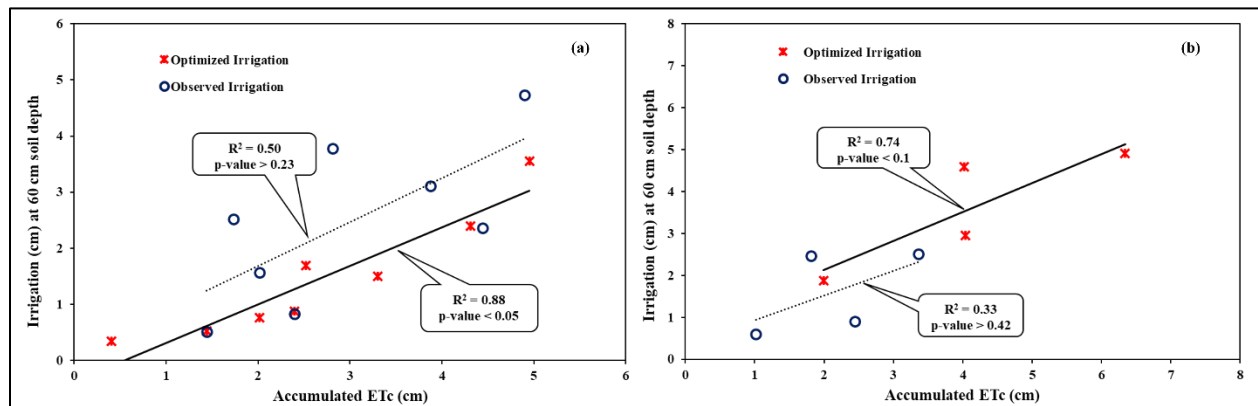 6
5
4
3
2
1
0
0
1
2
3
4
5
6
Irrigation (cm) at 60 cm soil depth
Accumulated ETc (cm)
Optimized Irrigation
Observed Irrigation
(a)
R² = 0.50
p-value > 0.23
R² = 0.88
p-value < 0.05
8
7
6
5
4
3
2
1
0
0
1
2
3
4
5
6
7
8
Irrigation (cm) at 60 cm soil depth
Accumulated ETc (cm)
Optimized Irrigation
Observed Irrigation
(b)
R² = 0.74
p-value < 0.1
R² = 0.33
p-value > 0.42